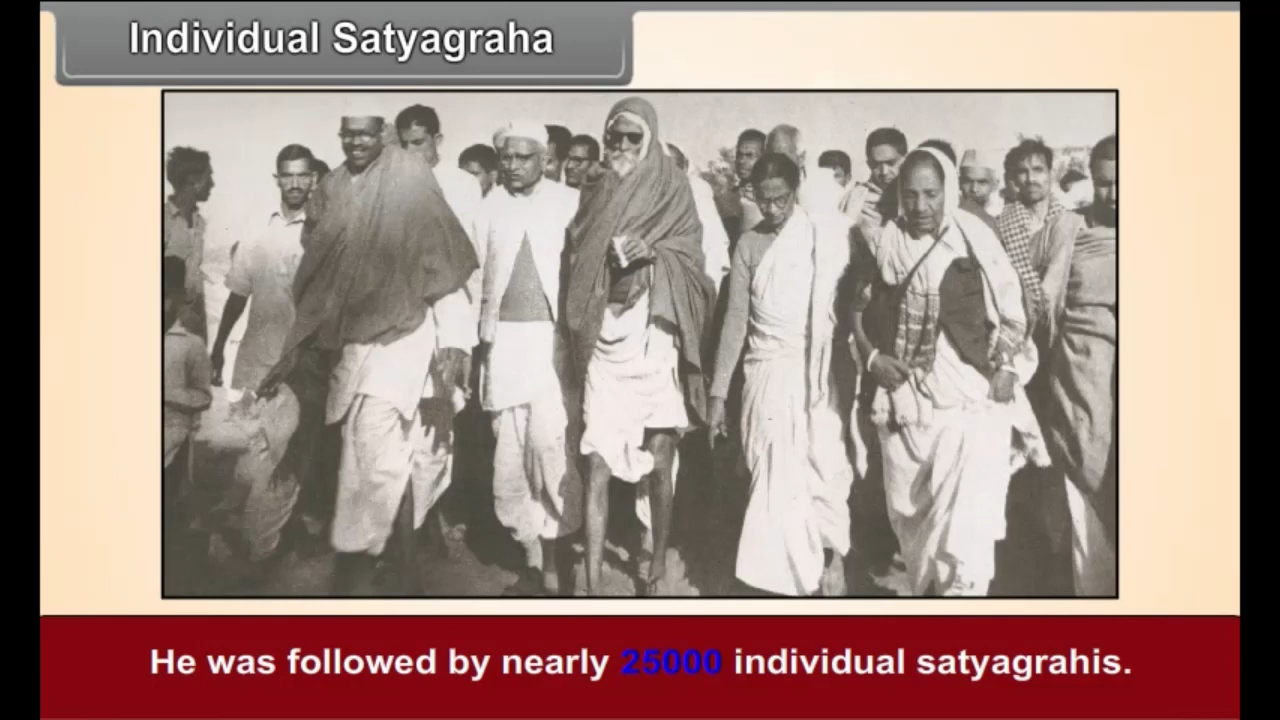 Individual Satyagraha
He was followed by nearly 25000 individual satyagrahis.